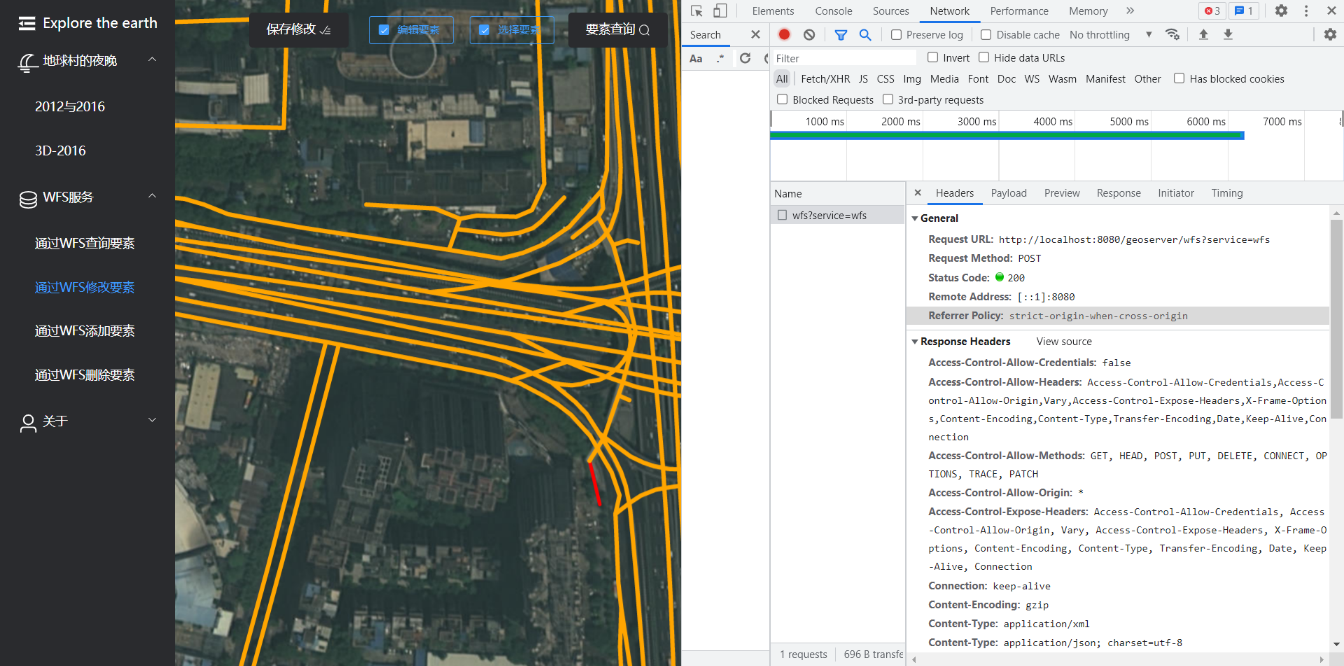 Explore the earth
地球村的夜晚
2012与2016
3D-2016
WFS服务
通过WFS查询要素
通过WFS修改要素
通过WFS添加要素
通过WFS删除要素
关于
保存修改
编辑要素
选择要素
要素查询
Elements Console Sources Network Performance Memory » 3 1
Search
Aa .*
Preserve log Disable cache No throttling
Filter Invert Hide data URLs
All Fetch/XHR JS CSS Img Media Font Doc WS Wasm Manifest Other Has blocked cookies
Blocked Requests 3rd-party requests
1000 ms 2000 ms 3000 ms 4000 ms 5000 ms 6000 ms 7000 ms
Name
wfs?service=wfs
Headers Payload Preview Response Initiator Timing
General
Request URL: http://localhost:8080/geoserver/wfs?service=wfs
Request Method: POST
Status Code: 200
Remote Address: [::1]:8080
Referrer Policy: strict-origin-when-cross-origin
Response Headers View source
Access-Control-Allow-Credentials: false
Access-Control-Allow-Headers: Access-Control-Allow-Credentials,Access-C
ontrol-Allow-Origin,Vary,Access-Control-Expose-Headers,X-Frame-Option
s,Content-Encoding,Content-Type,Transfer-Encoding,Date,Keep-Alive,Con
nection
Access-Control-Allow-Methods: GET, HEAD, POST, PUT, DELETE, CONNECT, OP
TIONS, TRACE, PATCH
Access-Control-Allow-Origin: *
Access-Control-Expose-Headers: Access-Control-Allow-Credentials, Access
-Control-Allow-Origin, Vary, Access-Control-Expose-Headers, X-Frame-O
ptions, Content-Encoding, Content-Type, Transfer-Encoding, Date, Keep
-Alive, Connection
Connection: keep-alive
Content-Encoding: gzip
Content-Type: application/xml
Content-Type: application/json; charset=utf-8
1 requests 696 B transfe